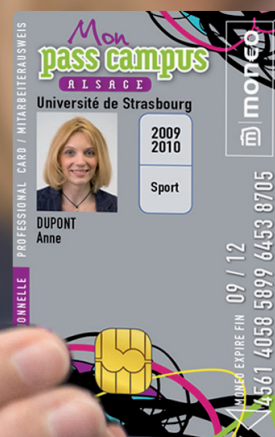 Mon
pass campus
ALSACE
Université de Strasbourg
2009
2010
Sport
DUPONT
Anne
PROFESSIONAL CARD / MITARBEITERAUSWEIS
ONNELLE
moneo
MONEO EXPIRE FIN 09 / 12
4561 4058 5899 6453 8705